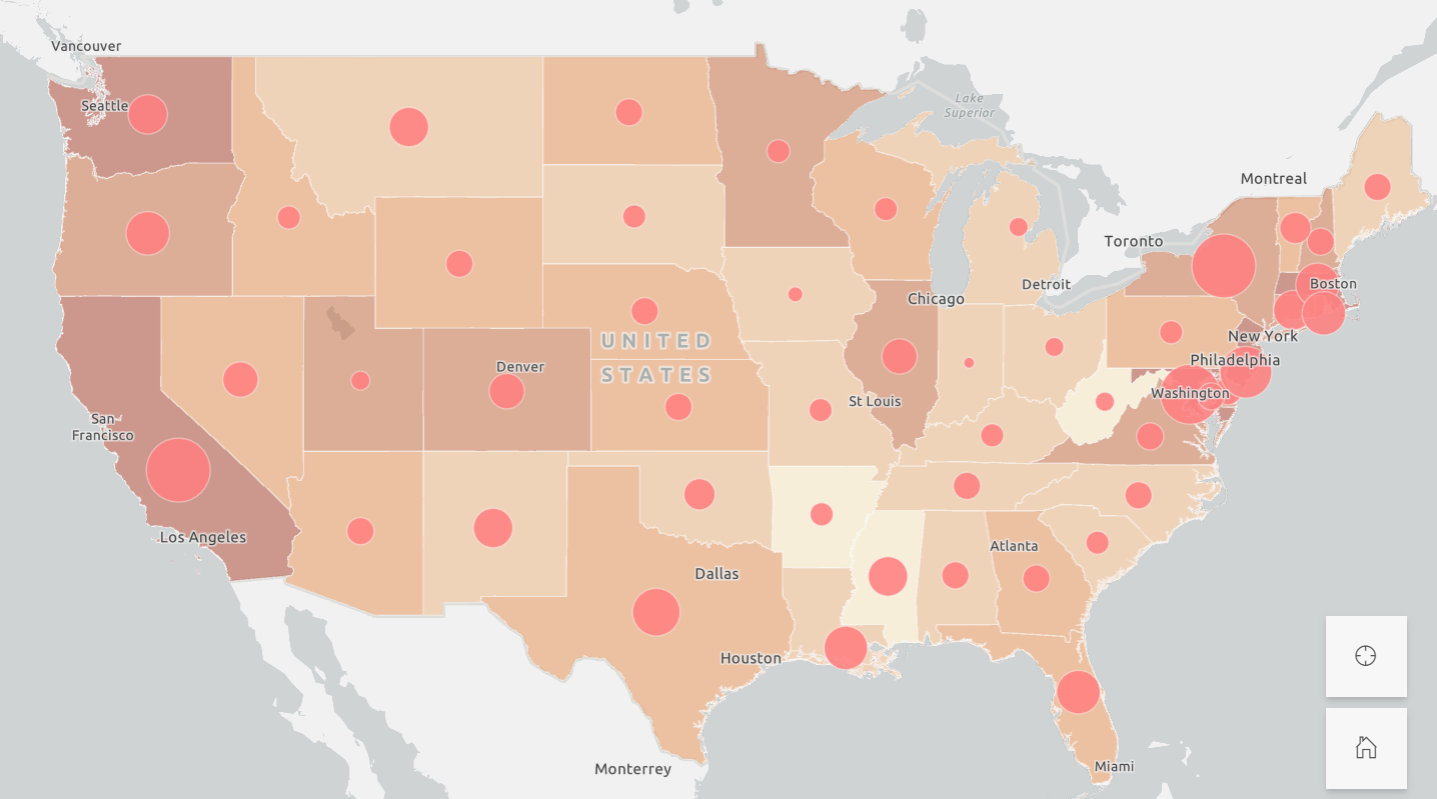 Vancouver
Seattle
Lake
Superior
Montreal
Toronto
Detroit
Boston
Chicago
New York
UNITED
STATES
Philadelphia
Denver
Washington
St Louis
San
Francisco
Los Angeles
Atlanta
Dallas
Houston
Monterrey
Miami